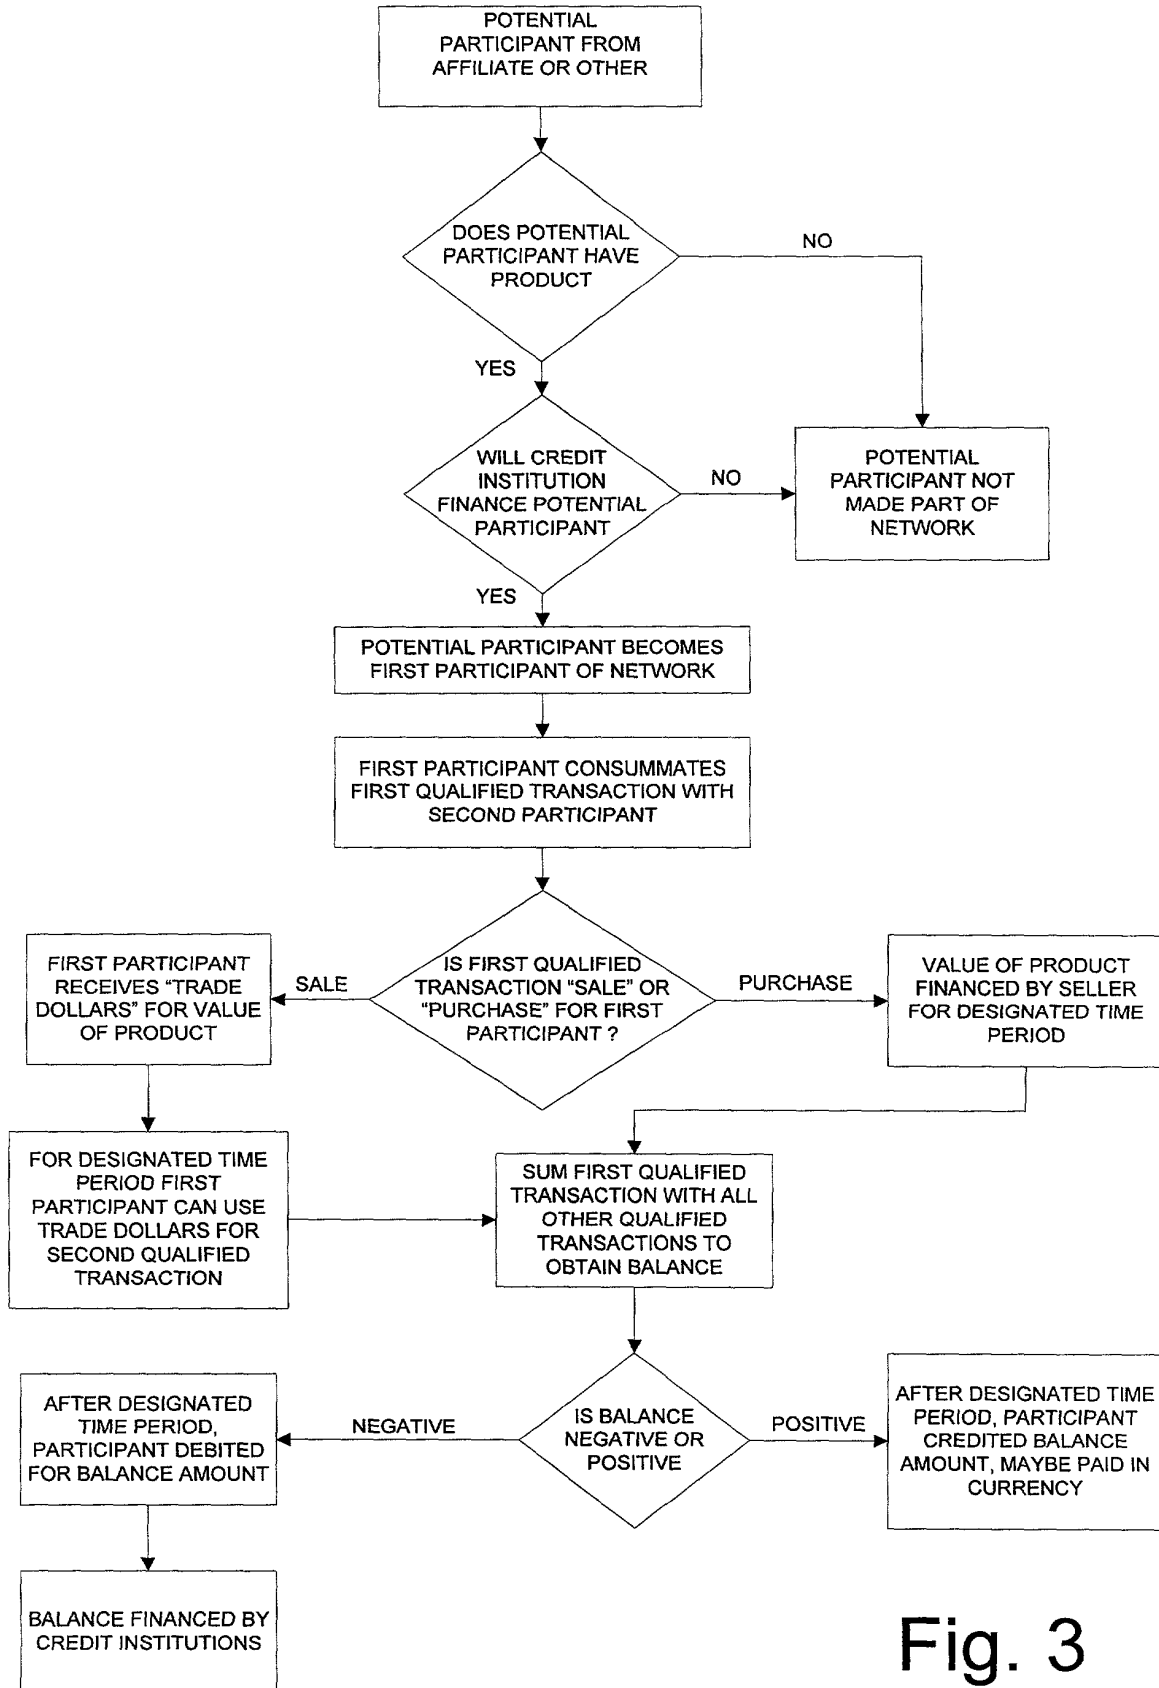 POTENTIAL
PARTICIPANT FROM
AFFILIATE OR OTHER
DOES POTENTIAL
PARTICIPANT HAVE
PRODUCT
NO
YES
WILL CREDIT
INSTITUTION
FINANCE POTENTIAL
PARTICIPANT
NO
POTENTIAL
PARTICIPANT NOT
MADE PART OF
NETWORK
YES
POTENTIAL PARTICIPANT BECOMES
FIRST PARTICIPANT OF NETWORK
FIRST PARTICIPANT CONSUMMATES
FIRST QUALIFIED TRANSACTION WITH
SECOND PARTICIPANT
IS FIRST QUALIFIED
TRANSACTION “SALE” OR
“PURCHASE” FOR FIRST
PARTICIPANT ?
SALE
FIRST PARTICIPANT
RECEIVES “TRADE
DOLLARS” FOR VALUE
OF PRODUCT
PURCHASE
VALUE OF PRODUCT
FINANCED BY SELLER
FOR DESIGNATED TIME
PERIOD
FOR DESIGNATED TIME
PERIOD FIRST
PARTICIPANT CAN USE
TRADE DOLLARS FOR
SECOND QUALIFIED
TRANSACTION
SUM FIRST QUALIFIED
TRANSACTION WITH ALL
OTHER QUALIFIED
TRANSACTIONS TO
OBTAIN BALANCE
IS BALANCE
NEGATIVE OR
POSITIVE
NEGATIVE
AFTER DESIGNATED
TIME PERIOD,
PARTICIPANT DEBITED
FOR BALANCE AMOUNT
POSITIVE
AFTER DESIGNATED TIME
PERIOD, PARTICIPANT
CREDITED BALANCE
AMOUNT, MAYBE PAID IN
CURRENCY
BALANCE FINANCED BY
CREDIT INSTITUTIONS
Fig. 3